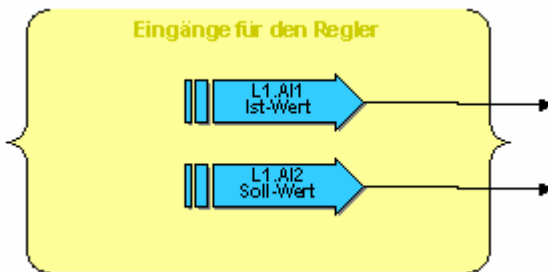 Eingänge für den Regler
L1.AI1
Ist-Wert
L1.AI2
Soll-Wert